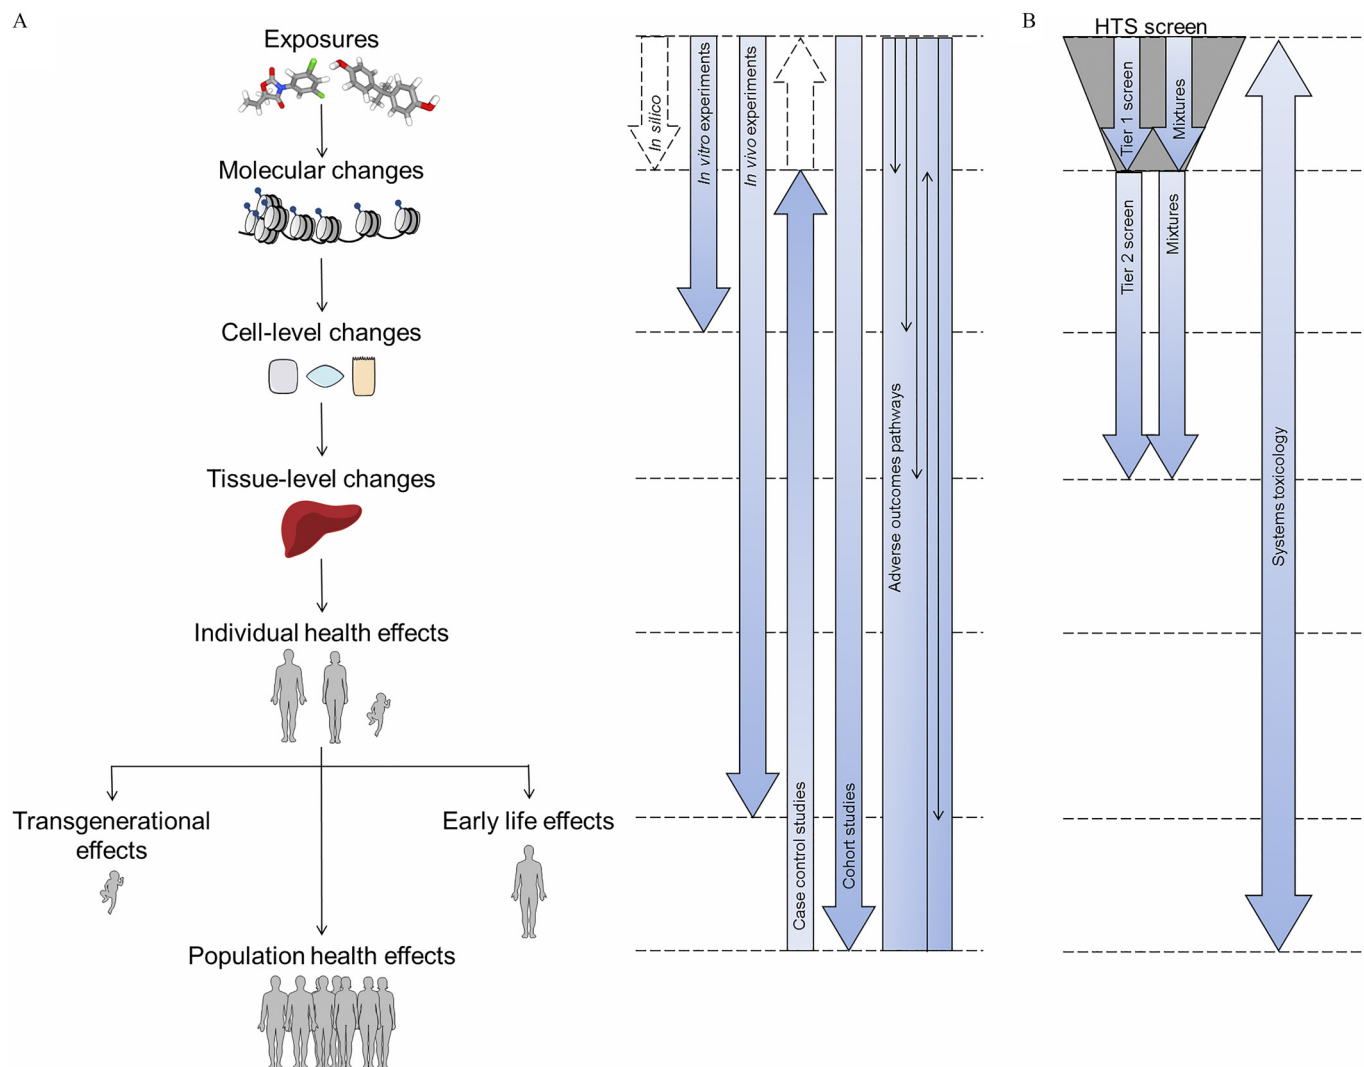 A
Exposures
Molecular changes
Cell-level changes
Tissue-level changes
Individual health effects
Transgenerational
effects
Early life effects
Population health effects
In silico
In vitro experiments
In vivo experiments
Case control studies
Cohort studies
Adverse outcomes pathways
B
HTS screen
Tier 1 screen
Mixtures
Tier 2 screen
Mixtures
Systems toxicology